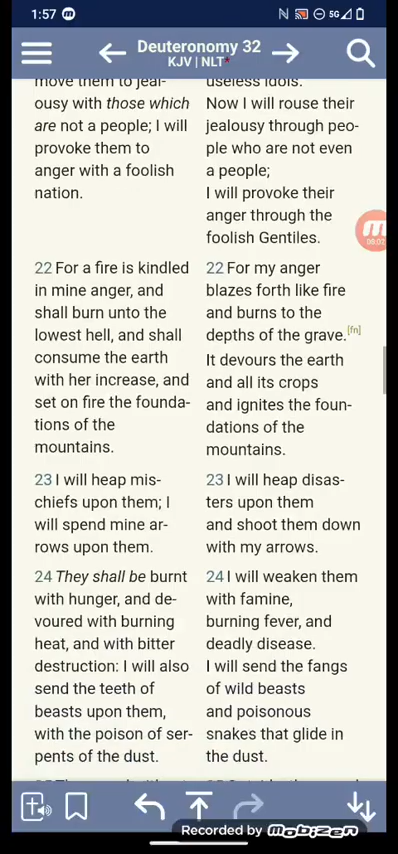 1:57
5G
Deuteronomy 32
KJV | NLT*
move them to jeal-
ousy with those which
are not a people; I will
provoke them to
anger with a foolish
nation.
22 For a fire is kindled
in mine anger, and
shall burn unto the
lowest hell, and shall
consume the earth
with her increase, and
set on fire the founda-
tions of the
mountains.
23 I will heap mis-
chiefs upon them; I
will spend mine ar-
rows upon them.
24 They shall be burnt
with hunger, and de-
voured with burning
heat, and with bitter
destruction: I will also
send the teeth of
beasts upon them,
with the poison of ser-
pents of the dust.
useless idols.
Now I will rouse their
jealousy through peo-
ple who are not even
a people;
I will provoke their
anger through the
foolish Gentiles.
22 For my anger
blazes forth like fire
and burns to the
depths of the grave.[fn]
It devours the earth
and all its crops
and ignites the foun-
dations of the
mountains.
23 I will heap disas-
ters upon them
and shoot them down
with my arrows.
24 I will weaken them
with famine,
burning fever, and
deadly disease.
I will send the fangs
of wild beasts
and poisonous
snakes that glide in
the dust.
Recorded by mobizen